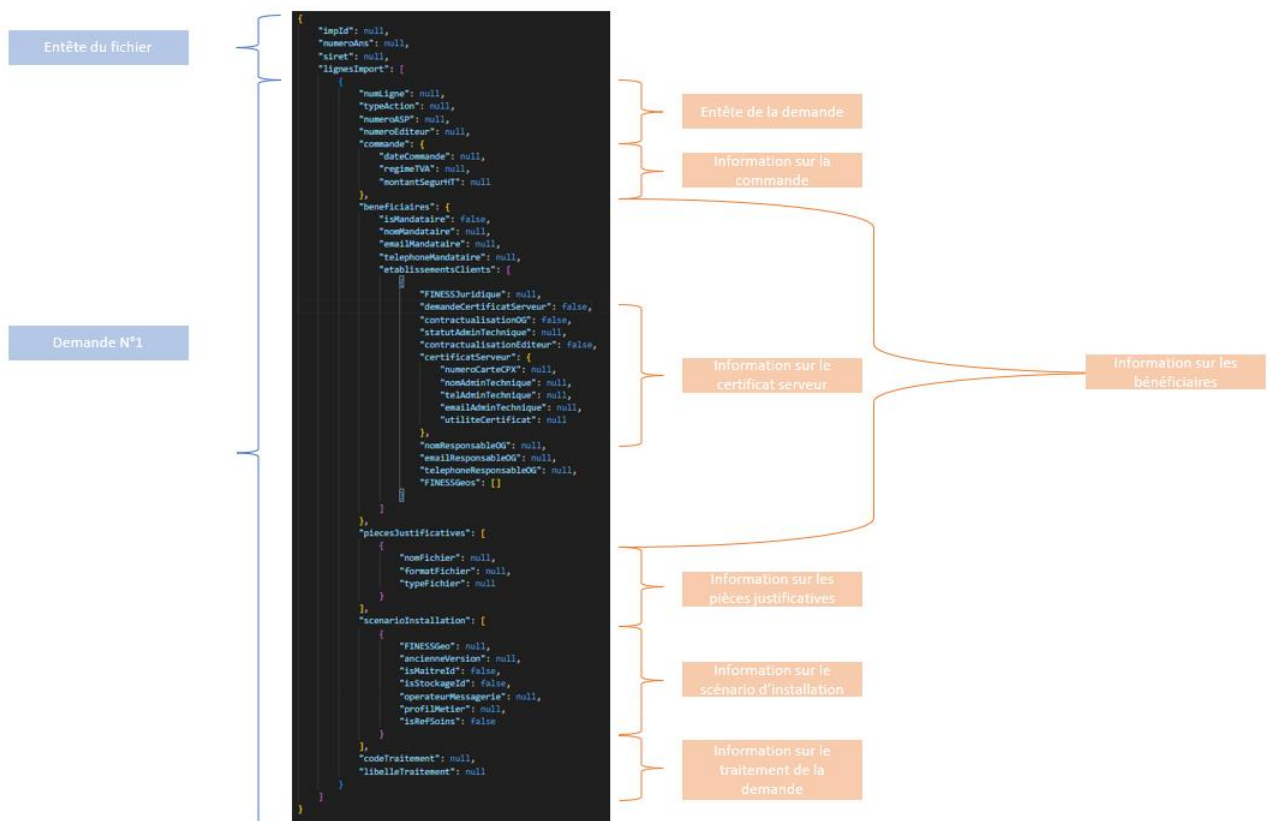 Entête du fichier
Demande N°1
{
"impId": null,
"numeroAns": null,
"siret": null,
"lignesImport": [
{
"numLigne": null,
"typeAction": null,
"numeroASP": null,
"numeroEditeur": null,
"commande": {
"dateCommande": null,
"regimeTVA": null,
"montantSegurHT": null
},
"beneficiaires": {
"isMandataire": false,
"nomMandataire": null,
"emailMandataire": null,
"telephoneMandataire": null,
"etablissementsClients": [
{
"FINESSJuridique": null,
"demandeCertificatServeur": false,
"contractualisationOG": false,
"statutAdminTechnique": null,
"contractualisationEditeur": false,
"certificatServeur": {
"numeroCarteCPX": null,
"nomAdminTechnique": null,
"telAdminTechnique": null,
"emailAdminTechnique": null,
"utiliteCertificat": null
},
"nomResponsableOG": null,
"emailResponsableOG": null,
"telephoneResponsableOG": null,
"FINESSGeos": []
}
]
},
"piecesJustificatives": [
{
"nomFichier": null,
"formatFichier": null,
"typeFichier": null
}
],
"scenarioInstallation": [
{
"FINESSGeo": null,
"ancienneVersion": null,
"isMaitreId": false,
"isStockageId": false,
"operateurMessagerie": null,
"profilMetier": null,
"isRefSoins": false
}
],
"codeTraitement": null,
"libelleTraitement": null
}
]
}
Entête de la demande
Information sur la
commande
Information sur le
certificat serveur
Information sur les
pièces justificatives
Information sur le
scénario d'installation
Information sur le
traitement de la
demande
Information sur les
bénéficiaires